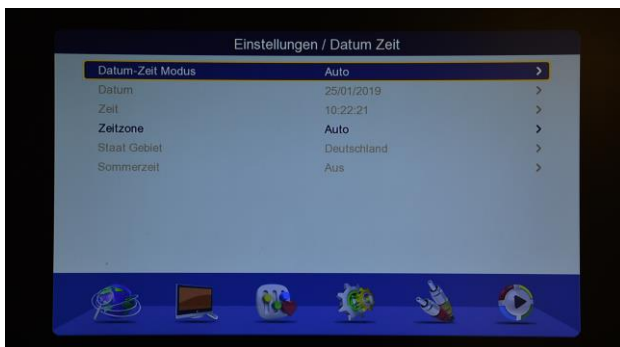 Einstellungen / Datum Zeit
Datum-Zeit Modus Auto >
Datum 25/01/2019 >
Zeit 10:22:21 >
Zeitzone Auto >
Staat Gebiet Deutschland >
Sommerzeit Aus >